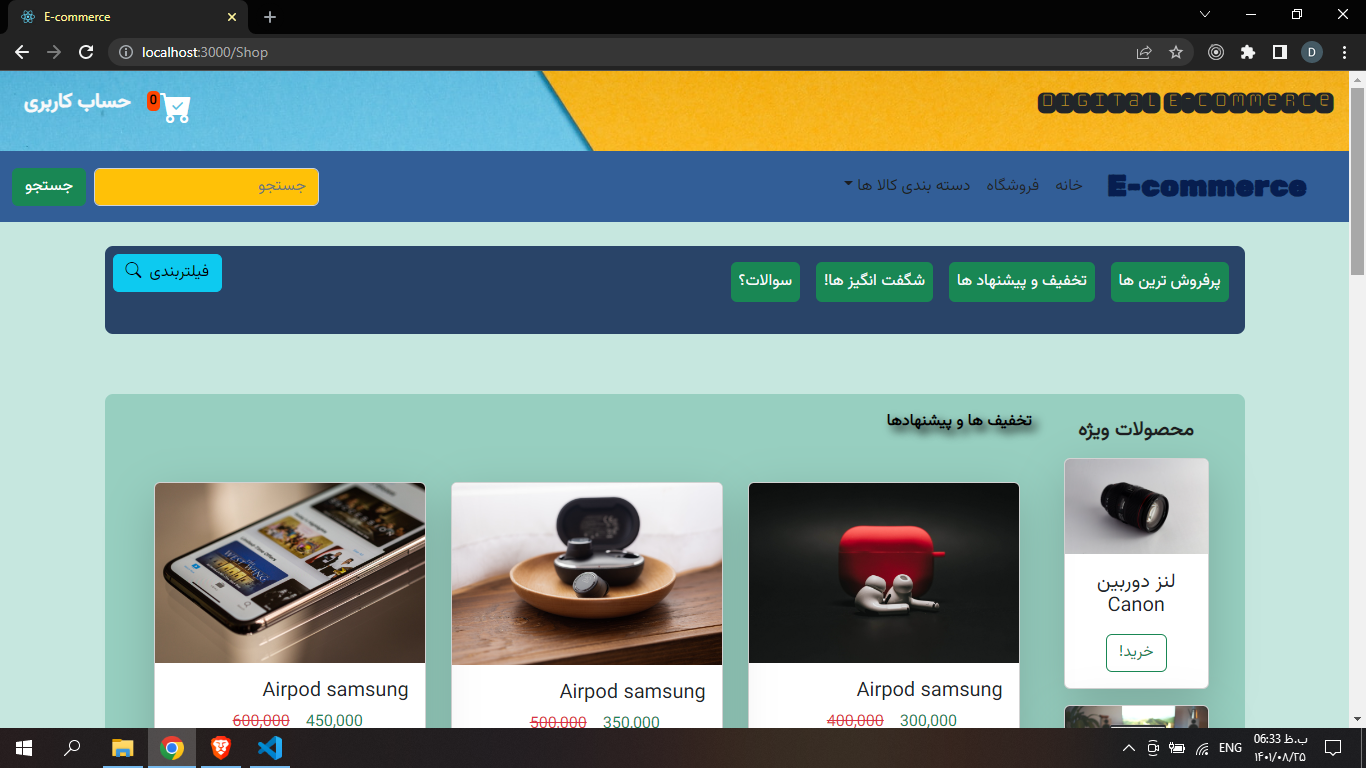 E-commerce
localhost:3000/Shop
D
DIGITAL E-COMMERCE
0
حساب کاربری
E-commerce
خانه
فروشگاه
دسته بندی کالا ها
جستجو
جستجو
پرفروش ترین ها
تخفیف و پیشنهاد ها
شگفت انگیز ها!
سوالات؟
فیلتربندی
محصولات ویژه
لنز دوربین
Canon
خرید!
تخفیف ها و پیشنهادها
Airpod samsung
400,000 300,000
Airpod samsung
500,000 350,000
Airpod samsung
600,000 450,000
ENG
06:33 ب.ظ
۱۴۰۱/۰۸/۲۵